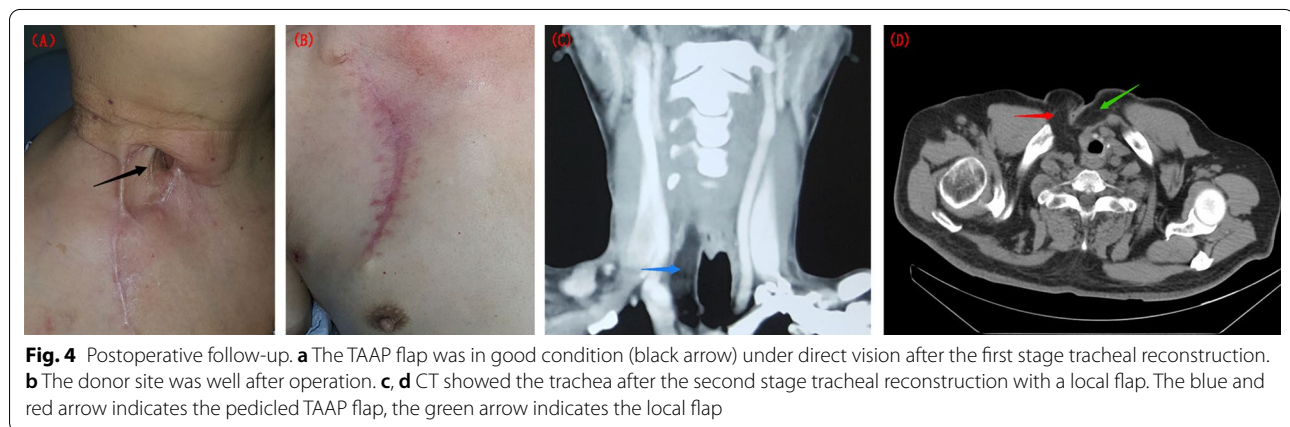 (A)
(B)
(C)
(D)
Fig. 4 Postoperative follow-up. a The TAAP flap was in good condition (black arrow) under direct vision after the first stage tracheal reconstruction.
b The donor site was well after operation. c, d CT showed the trachea after the second stage tracheal reconstruction with a local flap. The blue and
red arrow indicates the pedicled TAAP flap, the green arrow indicates the local flap